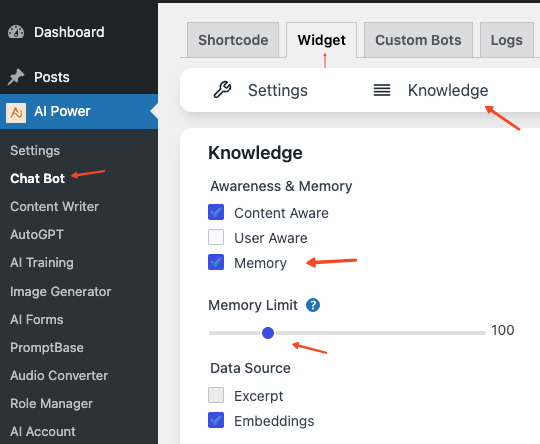 Dashboard
Posts
AI Power
Settings
Chat Bot
Content Writer
AutoGPT
AI Training
Image Generator
AI Forms
PromptBase
Audio Converter
Role Manager
AI Account
Shortcode
Widget
Custom Bots
Logs
Settings
Knowledge
Knowledge
Awareness & Memory
Content Aware
User Aware
Memory
Memory Limit ?
100
Data Source
Excerpt
Embeddings